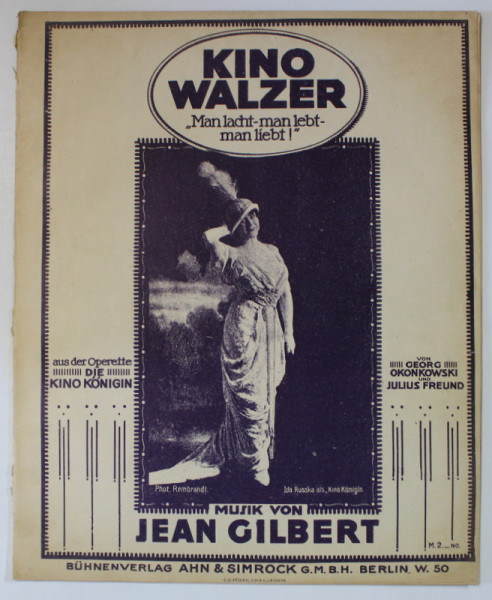 KINO
WALZER
„Man lacht-man lebt-
man liebt!"
aus der Operette
DIE
KINO KÖNIGIN
VON
GEORG
OKONKOWSKI
UND
JULIUS FREUND
Phot. Rembrandt.
Ida Russka als „Kino Königin
MUSIK VON
JEAN GILBERT
M. 2._ NO.
BÜHNENVERLAG AHN & SIMROCK G.M.B.H. BERLIN. W. 50